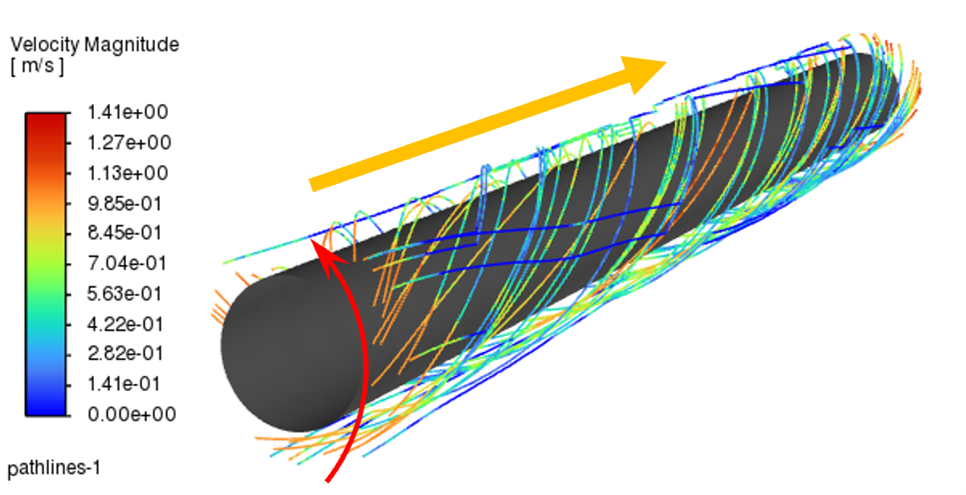 Velocity Magnitude
[ m/s ]
1.41e+00
1.27e+00
1.13e+00
9.85e-01
8.45e-01
7.04e-01
5.63e-01
4.22e-01
2.82e-01
1.41e-01
0.00e+00
pathlines-1